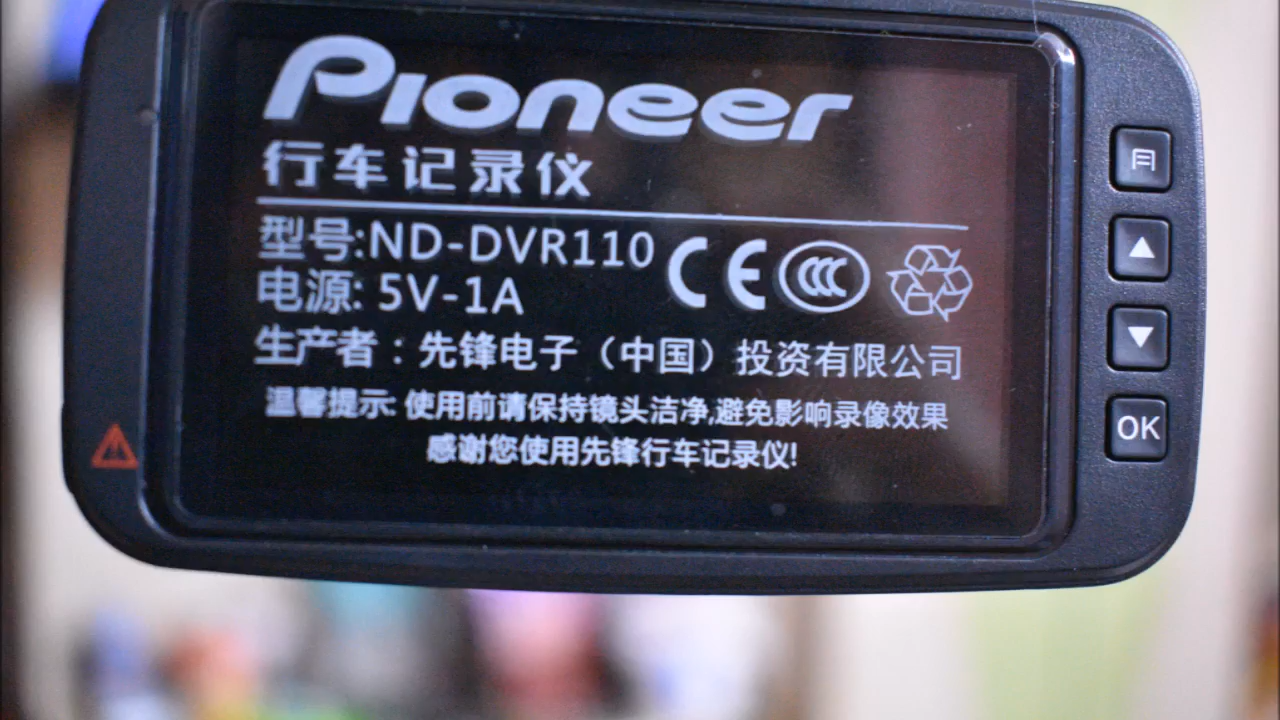 Pioneer
行车记录仪
型号:ND-DVR110
电源: 5V-1A
生产者：先锋电子（中国）投资有限公司
温馨提示: 使用前请保持镜头洁净,避免影响录像效果
感谢您使用先锋行车记录仪!
OK